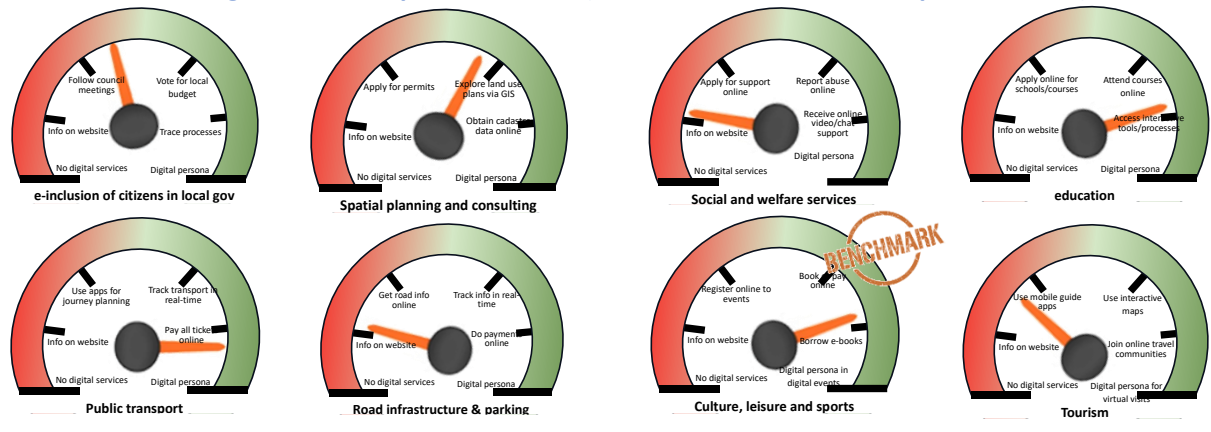 Follow council
meetings
Vote for local
budget
Info on website
Trace processes
No digital services
Digital persona
e-inclusion of citizens in local gov
Apply for permits
Explore land use
plans via GIS
Info on website
Obtain cadastre
data online
No digital services
Digital persona
Spatial planning and consulting
Apply for support
online
Report abuse
online
Info on website
Receive online
video/chat
support
No digital services
Digital persona
Social and welfare services
Apply online for
schools/courses
Attend courses
online
Info on website
Access interactive
tools/processes
No digital services
Digital persona
education
Use apps for
journey planning
Track transport in
real-time
Info on website
Pay all tickets
online
No digital services
Digital persona
Public transport
Get road info
online
Track info in real-
time
Info on website
Do payment
online
No digital services
Digital persona
Road infrastructure & parking
BENCHMARK
Register online to
events
Book pay
online
Info on website
Borrow e-books
No digital services
Digital persona in
digital events
Culture, leisure and sports
Use mobile guide
apps
Use interactive
maps
Info on website
Join online travel
communities
No digital services
Digital persona for
virtual visits
Tourism